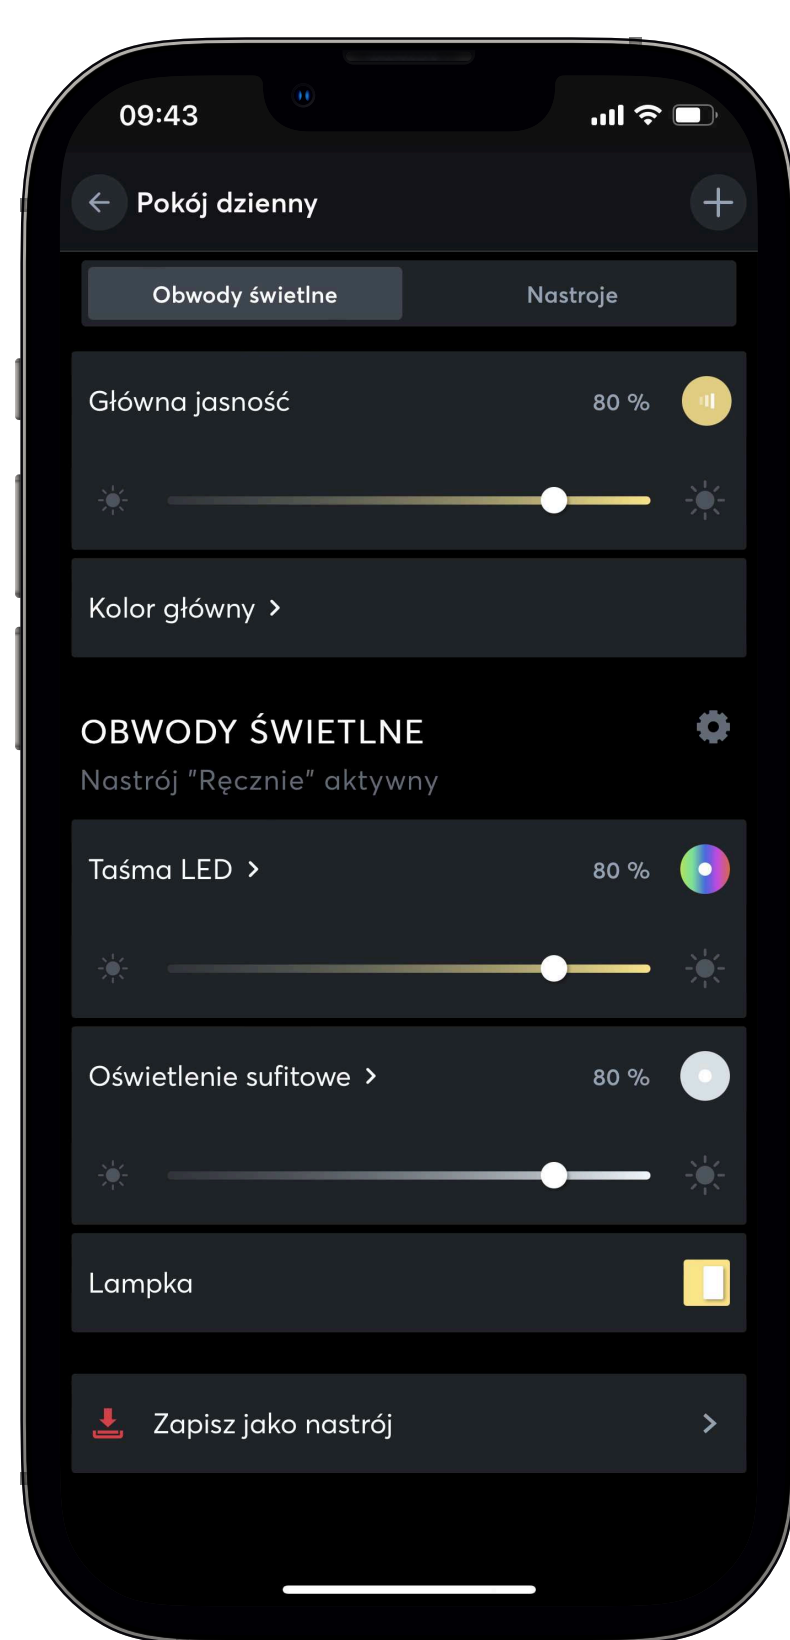 09:43
Pokój dzienny
Obwody świetlne
Nastroje
Główna jasność
80 %
Kolor główny
OBWODY ŚWIETLNE
Nastrój "Ręcznie" aktywny
Taśma LED
80 %
Oświetlenie sufitowe
80 %
Lampka
Zapisz jako nastrój